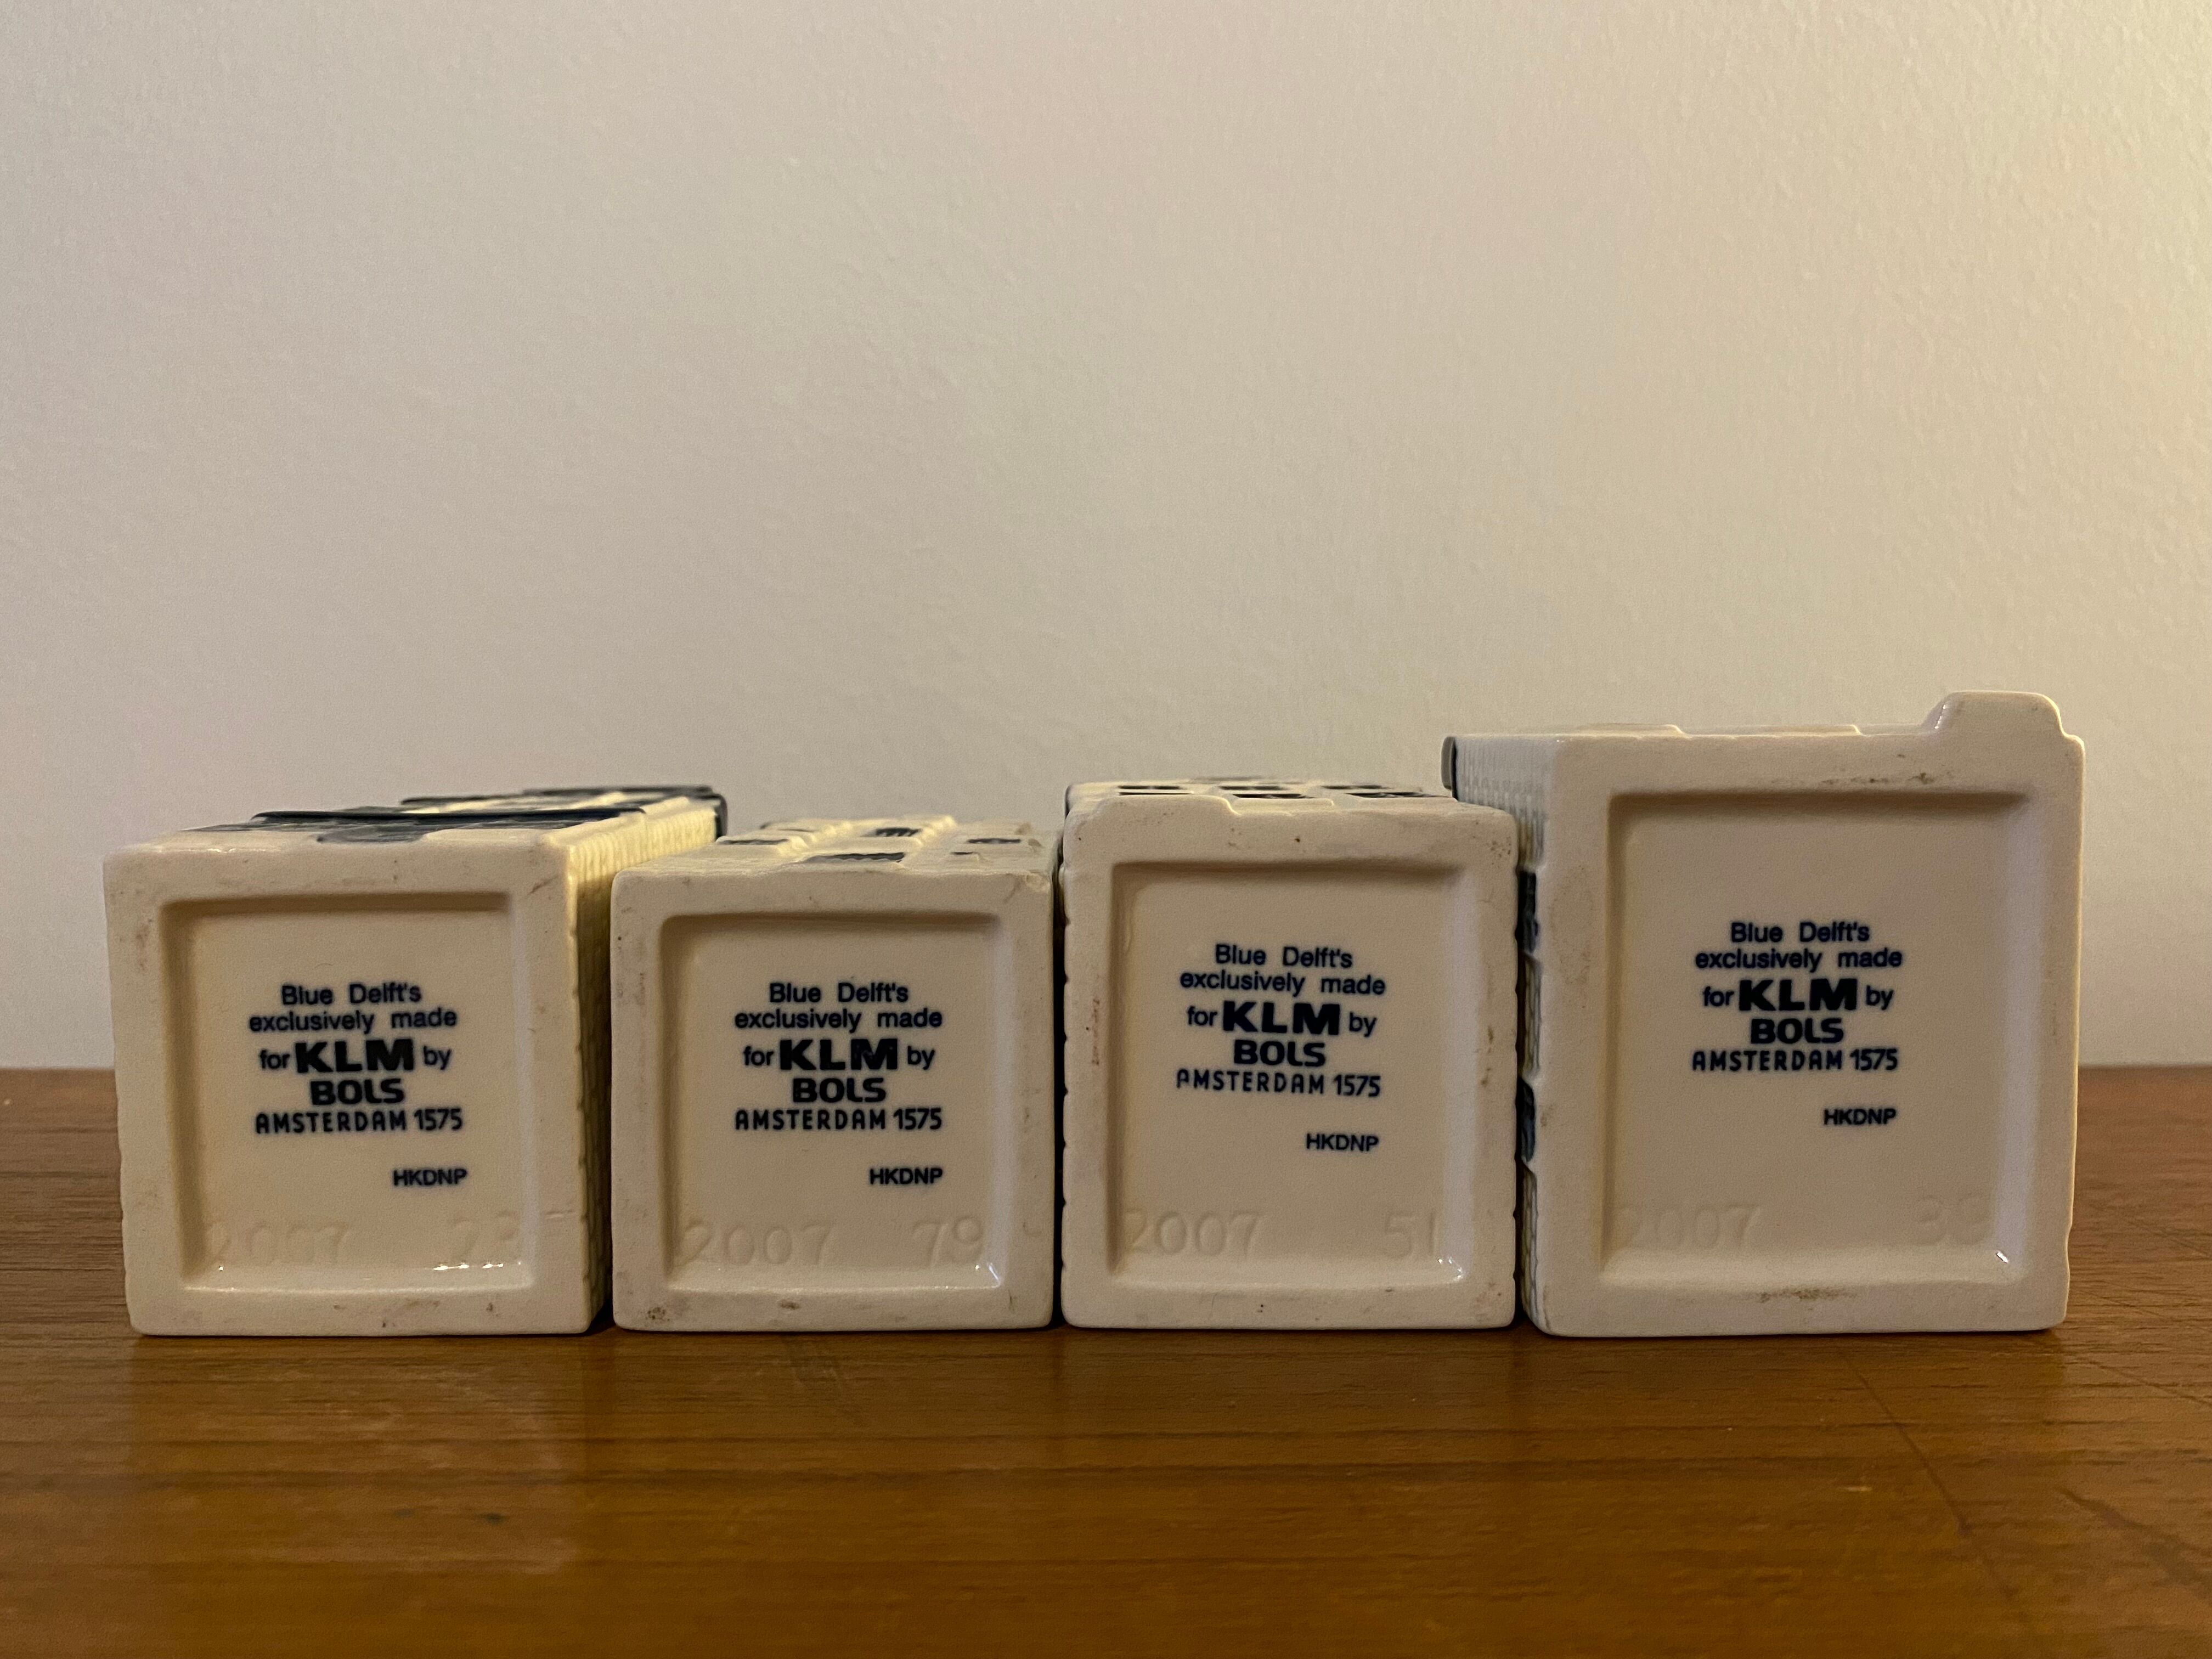 Blue Delft's
exclusively made
for KLM by
BOLS
AMSTERDAM 1575
HKDNP
2007
Blue Delft's
exclusively made
for KLM by
BOLS
AMSTERDAM 1575
HKDNP
2007 79
Blue Delft's
exclusively made
for KLM by
BOLS
AMSTERDAM 1575
HKDNP
2007 51
Blue Delft's
exclusively made
for KLM by
BOLS
AMSTERDAM 1575
HKDNP
2007